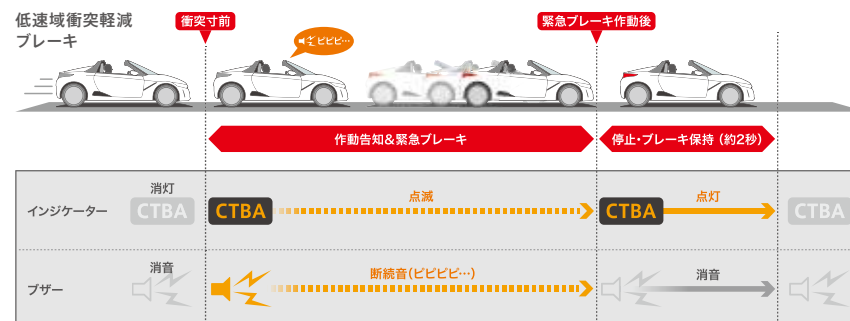 低速域衝突軽減
ブレーキ
衝突寸前
緊急ブレーキ作動後
ピピピ…
作動告知&緊急ブレーキ
停止・ブレーキ保持（約2秒）
インジケーター
消灯
CTBA
CTBA
点滅
CTBA
点灯
CTBA
ブザー
消音
断続音(ピピピピ…)
消音